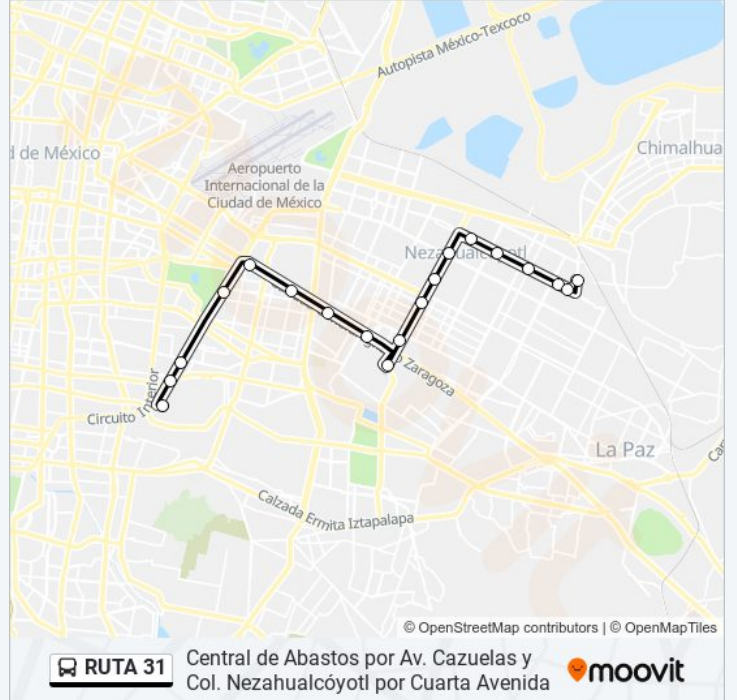 Autopista México-Texcoco
d de México
Chimalhua
Aeropuerto
Internacional de la
Ciudad de México
Nezahualcóyotl
Zaragoza
Circuito Interior
La Paz
Calzada Ermita Iztapalapa
© OpenStreetMap contributors | © OpenMapTiles
RUTA 31
Central de Abastos por Av. Cazuelas y
Col. Nezahualcóyotl por Cuarta Avenida
moovit